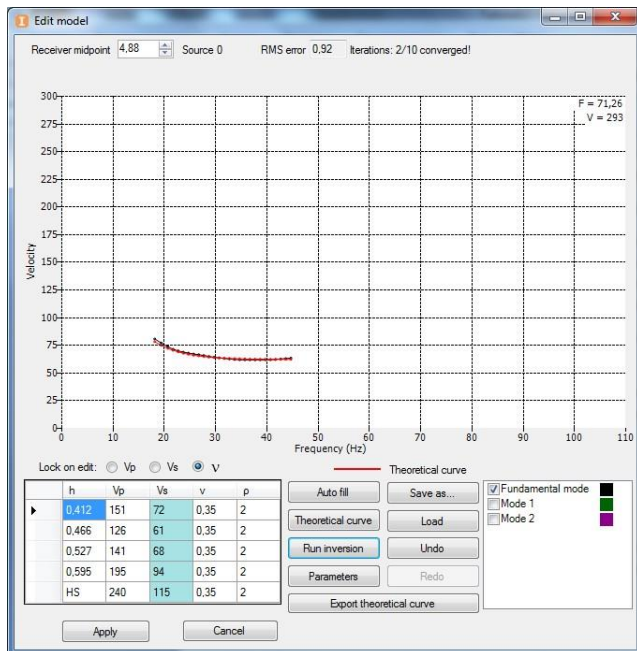 Edit model
Receiver midpoint 4,88 Source 0 RMS error 0,92 Iterations: 2/10 converged!
F = 71,26
V = 293
300
275
250
225
200
175
150
125
100
75
50
25
0
Velocity
0 10 20 30 40 50 60 70 80 90 100 110
Frequency (Hz)
Lock on edit: Vp Vs V
Theoretical curve
h Vp Vs v ρ
0,412 151 72 0,35 2
0,466 126 61 0,35 2
0,527 141 68 0,35 2
0,595 195 94 0,35 2
HS 240 115 0,35 2
Auto fill Save as...
Theoretical curve Load
Run inversion Undo
Parameters Redo
Export theoretical curve
Fundamental mode
Mode 1
Mode 2
Apply Cancel